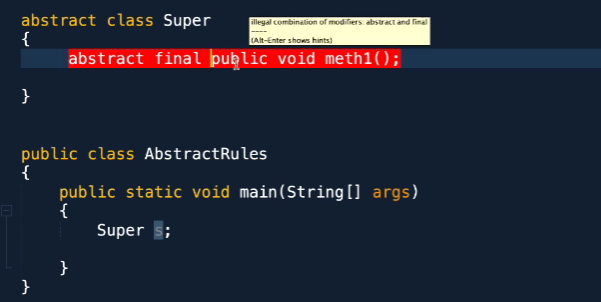 abstract class Super
illegal combination of modifiers: abstract and final
----
(Alt-Enter shows hints)
{
abstract final public void meth1();
}
public class AbstractRules
{
public static void main(String[] args)
{
Super s;
}
}